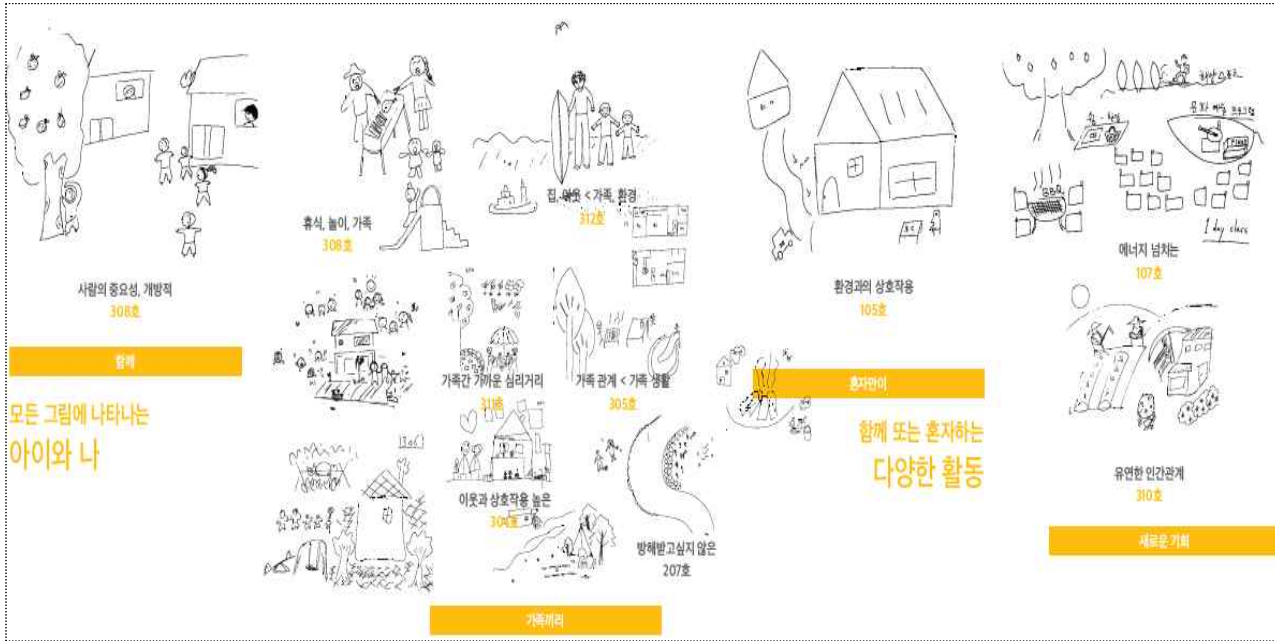 사람의 중요성, 개방적
308호
함께
모든 그림에 나타나는
아이와 나
휴식, 놀이, 가족
308호
집, 이웃 < 가족, 환경
312호
가족간 가까운 심리거리
311호
가족 관계 < 가족 생활
305호
1306
이웃과 상호작용 높은
304호
방해받고싶지 않은
207호
가족끼리
환경과의 상호작용
105호
혼자만이
함께 또는 혼자하는
다양한 활동
BBQ
1 day class
에너지 넘치는
107호
유연한 인간관계
310호
새로운 기회